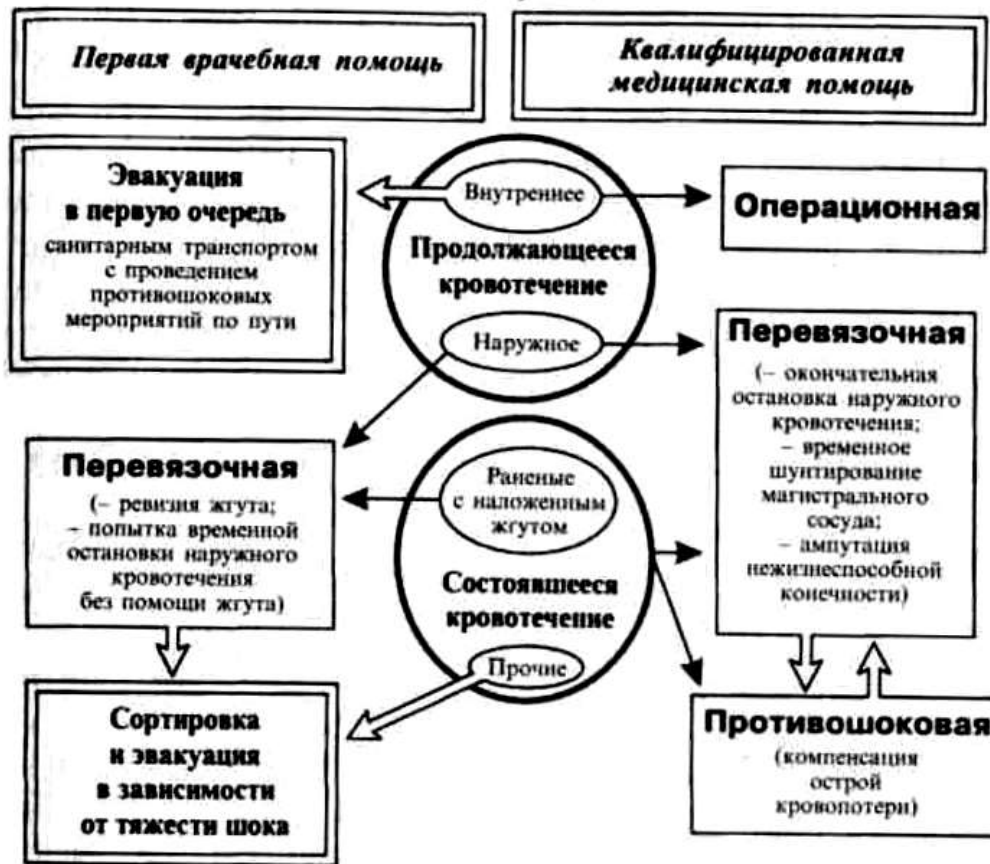 Первая врачебная помощь
Квалифицированная
медицинская помощь
Эвакуация
в первую очередь
санитарным транспортом
с проведением
противошоковых
мероприятий по пути
Внутреннее
Продолжающееся
кровотечение
Наружное
Операционная
Перевязочная
(– окончательная
остановка наружного
кровотечения;
– временное
шунтирование
магистрального
сосуда;
– ампутация
нежизнеспособной
конечности)
Перевязочная
(– ревизия жгута;
– попытка временной
остановки наружного
кровотечения
без помощи жгута)
Раненые
с наложенным
жгутом
Состоявшееся
кровотечение
Прочие
Сортировка
и эвакуация
в зависимости
от тяжести шока
Противошоковая
(компенсация
острой
кровопотери)